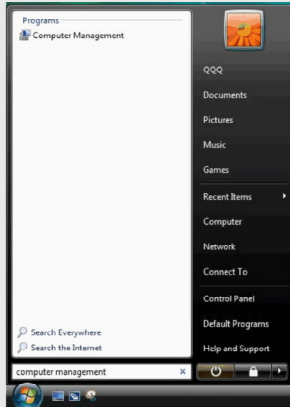 Programs
Computer Management
Search Everywhere
Search the Internet
computer management
QQQ
Documents
Pictures
Music
Games
Recent Items
Computer
Network
Connect To
Control Panel
Default Programs
Help and Support